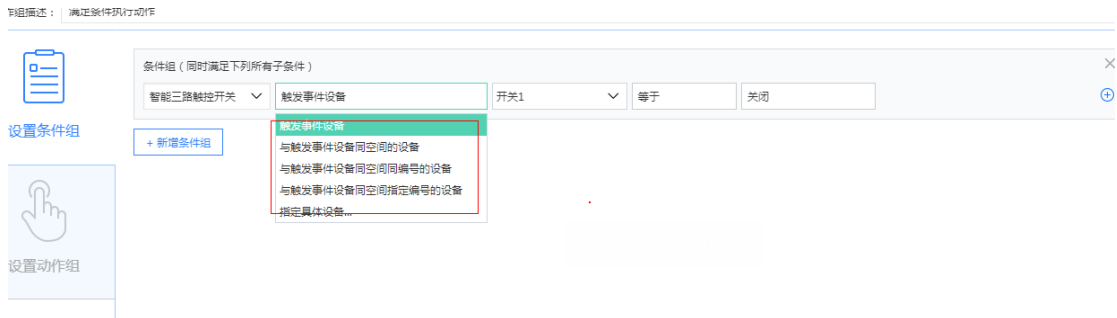 作组描述： 满足条件执行动作
条件组（同时满足下列所有子条件）
智能三路触控开关 触发事件设备 开关1 等于 关闭
设置条件组
触发事件设备
+ 新增条件组
与触发事件设备同空间的设备
与触发事件设备同空间同编号的设备
与触发事件设备同空间指定编号的设备
指定具体设备...
设置动作组